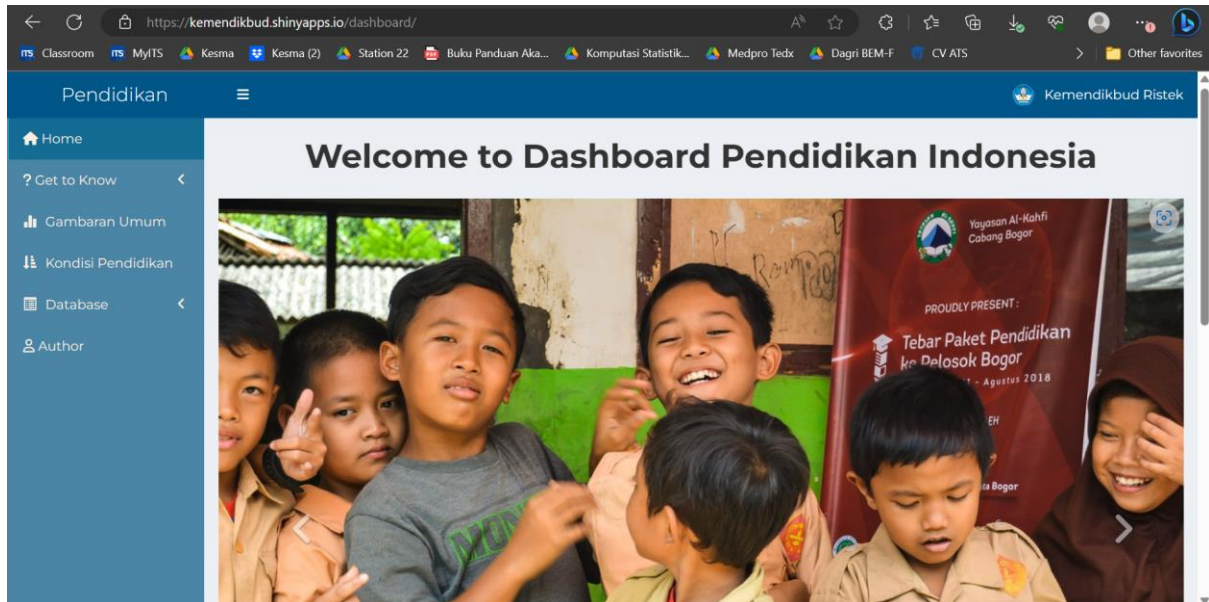 https://kemendikbud.shinyapps.io/dashboard/
Classroom MyITS Kesma Kesma (2) Station 22 Buku Panduan Aka... Komputasi Statistik... Medpro Tedx Dagri BEM-F CV ATS Other favorites
Pendidikan Kemendikbud Ristek
Home
? Get to Know
Gambaran Umum
Kondisi Pendidikan
Database
Author
Welcome to Dashboard Pendidikan Indonesia
Yayasan Al-Kahfi
Cabang Bogor
PROUDLY PRESENT :
Tebar Paket Pendidikan
ke Pelosok Bogor
- Agustus 2018
EH
Bogor
MON